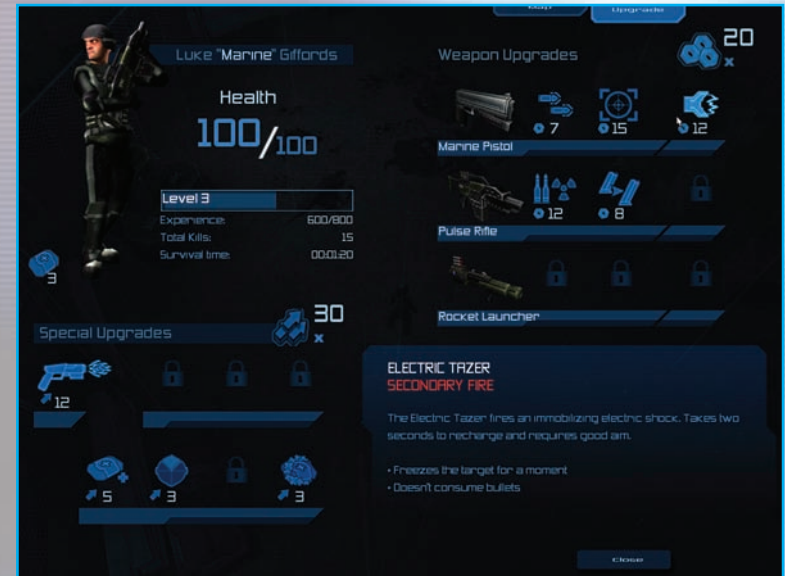 Map
Upgrade
Luke "Marine" Giffords
Health
100/100
Level 3
Experience: 600/800
Total Kills: 15
Survival time: 00:01:20
3
Weapon Upgrades
20
x
7
15
12
Marine Pistol
12
8
Pulse Rifle
Rocket Launcher
Special Upgrades
30
x
12
5
3
3
ELECTRIC TAZER
SECONDARY FIRE
The Electric Tazer fires an immobilizing electric shock. Takes two
seconds to recharge and requires good aim.
• Freezes the target for a moment
• Doesn't consume bullets
Close